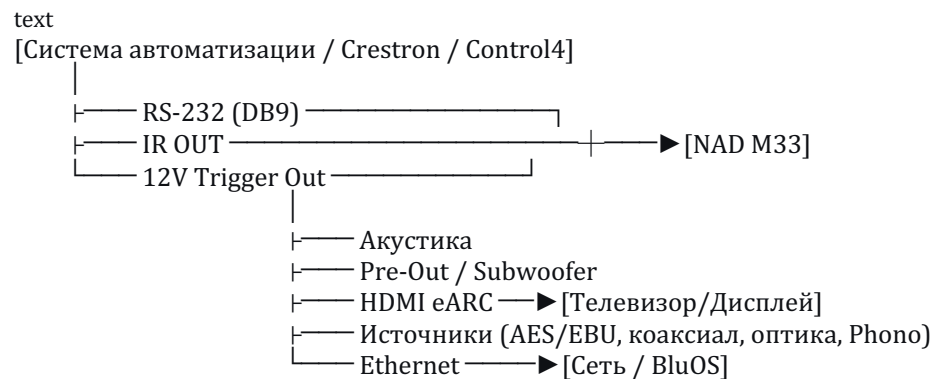 text
[Система автоматизации / Crestron / Control4]
RS-232 (DB9)
IR OUT ► [NAD M33]
12V Trigger Out
Акустика
Pre-Out / Subwoofer
HDMI eARC ► [Телевизор/Дисплей]
Источники (AES/EBU, коаксиал, оптика, Phono)
Ethernet ► [Сеть / BluOS]